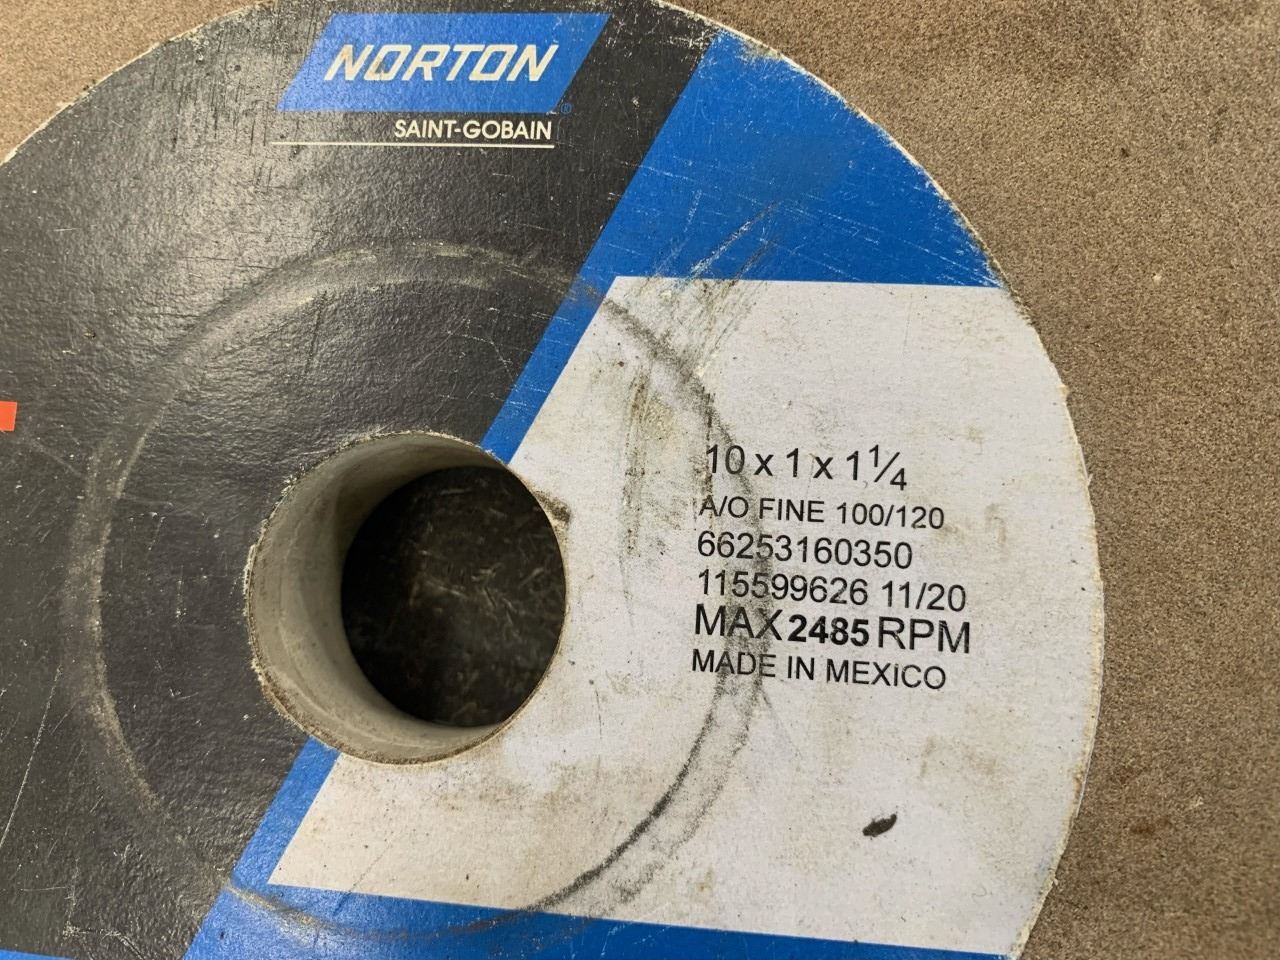 NORTON
®
SAINT-GOBAIN
10 x 1 x 1¼
A/O FINE 100/120
66253160350
115599626 11/20
MAX 2485 RPM
MADE IN MEXICO